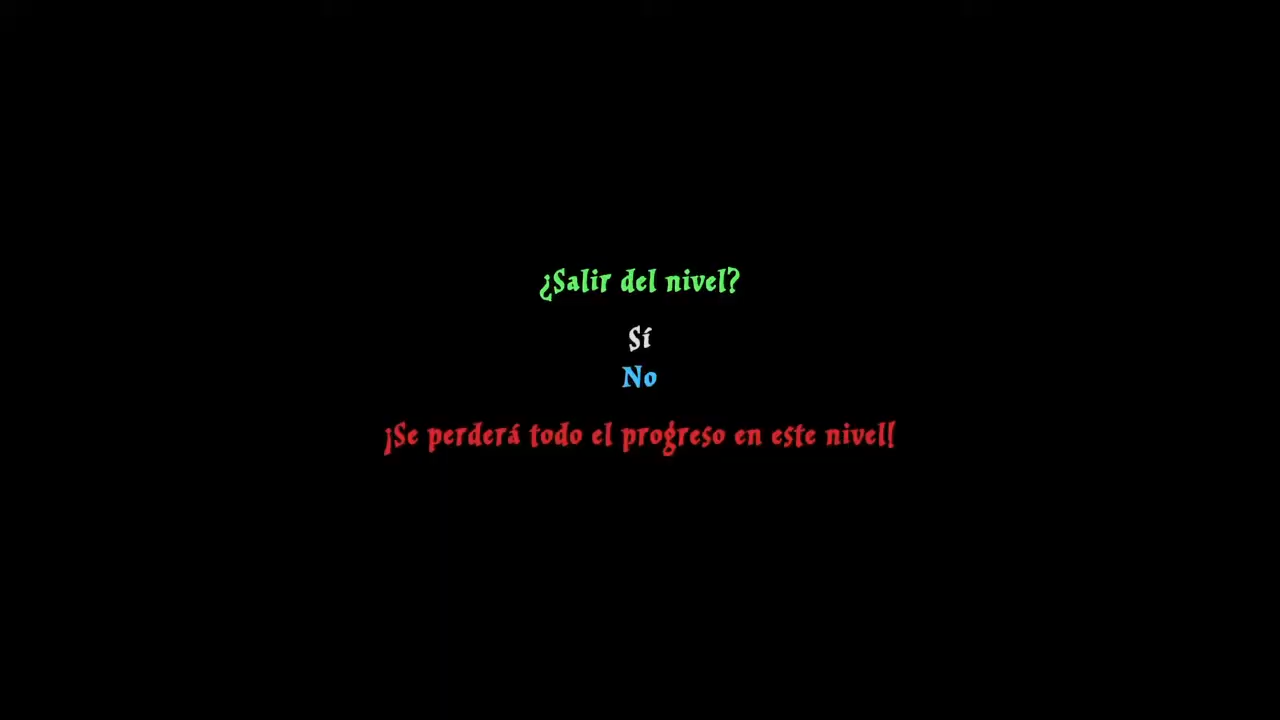 ¿Salir del nivel?
Sí
No
¡Se perderá todo el progreso en este nivel!